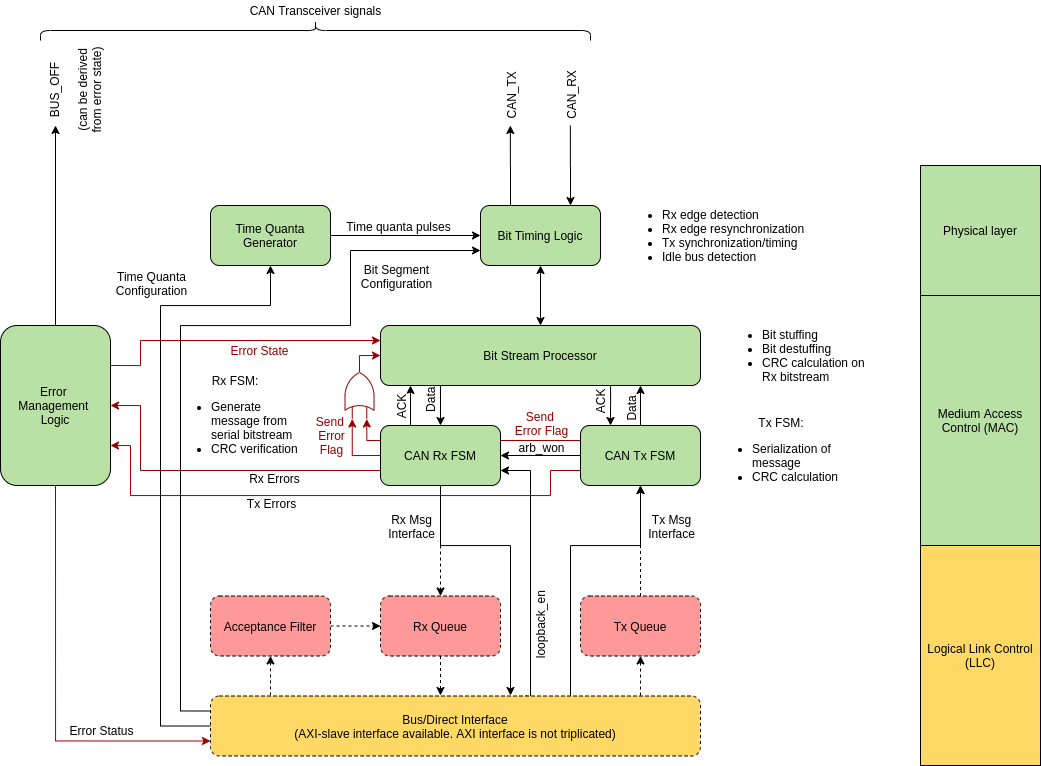 CAN Transceiver signals
BUS_OFF
(can be derived
from error state)
CAN_TX
CAN_RX
Time Quanta
Generator
Time quanta pulses
Bit Timing Logic
• Rx edge detection
• Rx edge resynchronization
• Tx synchronization/timing
• Idle bus detection
Physical layer
Time Quanta
Configuration
Bit Segment
Configuration
Error
Management
Logic
Error State
Bit Stream Processor
• Bit stuffing
• Bit destuffing
• CRC calculation on
Rx bitstream
Rx FSM:
• Generate
message from
serial bitstream
• CRC verification
Send
Error
Flag
ACK
Data
Send
Error Flag
ACK
Data
CAN Rx FSM
arb_won
CAN Tx FSM
Tx FSM:
• Serialization of
message
• CRC calculation
Medium Access
Control (MAC)
Rx Errors
Tx Errors
Rx Msg
Interface
Tx Msg
Interface
Acceptance Filter
Rx Queue
loopback_en
Tx Queue
Logical Link Control
(LLC)
Error Status
Bus/Direct Interface
(AXI-slave interface available. AXI interface is not triplicated)